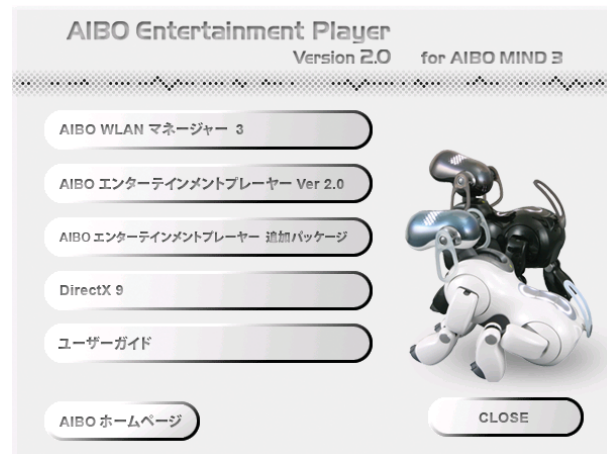 AIBO Entertainment Player
Version 2.0 for AIBO MIND 3
AIBO WLAN マネージャー 3
AIBO エンターテインメントプレーヤー Ver 2.0
AIBO エンターテインメントプレーヤー 追加パッケージ
DirectX 9
ユーザーガイド
AIBO ホームページ
CLOSE